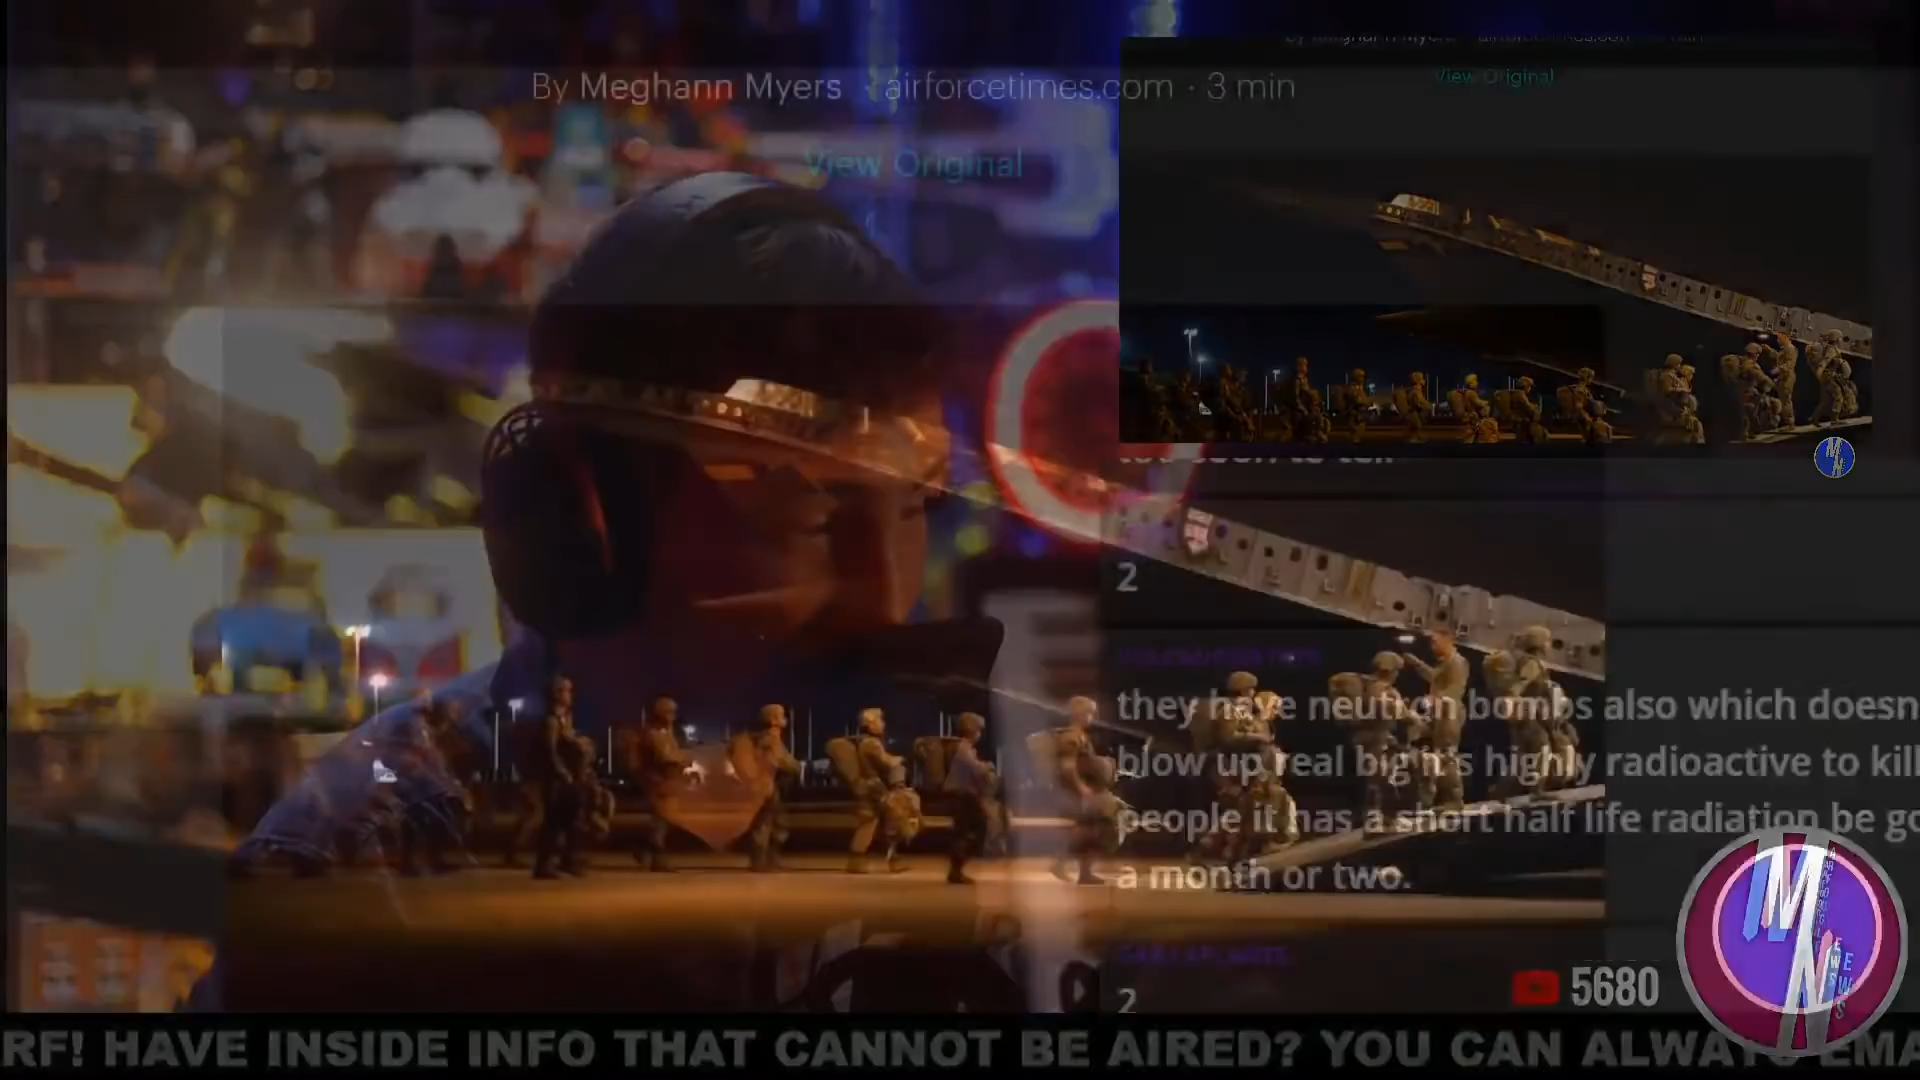 By Meghann Myers · airforcetimes.com · 3 min
View Original
View Original
2
they have neutron bombs also which doesn
blow up real big it's highly radioactive to kill
people it has a short half life radiation be go
a month or two.
2
5680
MN
RF! HAVE INSIDE INFO THAT CANNOT BE AIRED? YOU CAN ALWAYS EMA